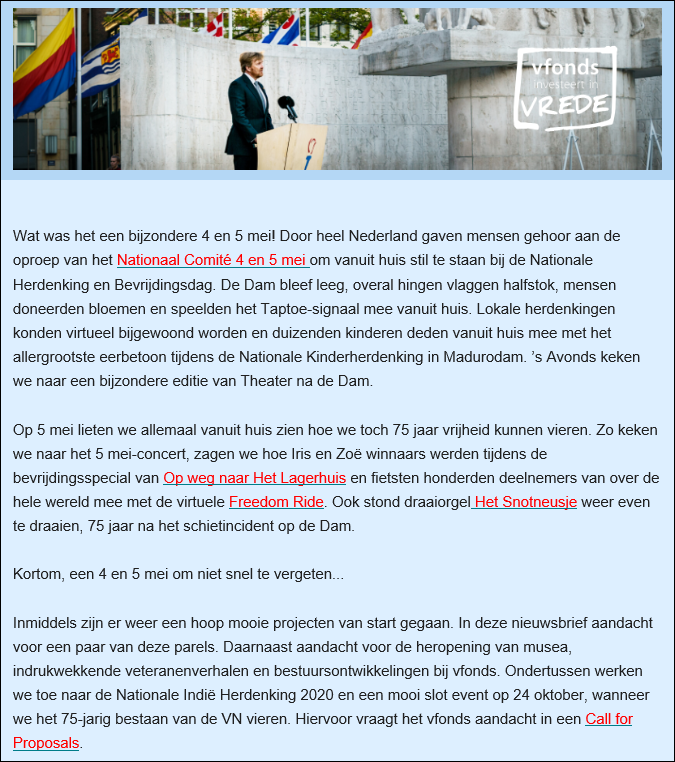 vfonds
investeert in
VREDE
Wat was het een bijzondere 4 en 5 mei! Door heel Nederland gaven mensen gehoor aan de
oproep van het Nationaal Comité 4 en 5 mei om vanuit huis stil te staan bij de Nationale
Herdenking en Bevrijdingsdag. De Dam bleef leeg, overal hingen vlaggen halfstok, mensen
doneerden bloemen en speelden het Taptoe-signaal mee vanuit huis. Lokale herdenkingen
konden virtueel bijgewoond worden en duizenden kinderen deden vanuit huis mee met het
allergrootste eerbetoon tijdens de Nationale Kinderherdenking in Madurodam. ’s Avonds keken
we naar een bijzondere editie van Theater na de Dam.
Op 5 mei lieten we allemaal vanuit huis zien hoe we toch 75 jaar vrijheid kunnen vieren. Zo keken
we naar het 5 mei-concert, zagen we hoe Iris en Zoë winnaars werden tijdens de
bevrijdingsspecial van Op weg naar Het Lagerhuis en fietsten honderden deelnemers van over de
hele wereld mee met de virtuele Freedom Ride. Ook stond draaiorgel Het Snotneusje weer even
te draaien, 75 jaar na het schietincident op de Dam.
Kortom, een 4 en 5 mei om niet snel te vergeten...
Inmiddels zijn er weer een hoop mooie projecten van start gegaan. In deze nieuwsbrief aandacht
voor een paar van deze parels. Daarnaast aandacht voor de heropening van musea,
indrukwekkende veteranenverhalen en bestuursontwikkelingen bij vfonds. Ondertussen werken
we toe naar de Nationale Indië Herdenking 2020 en een mooi slot event op 24 oktober, wanneer
we het 75-jarig bestaan van de VN vieren. Hiervoor vraagt het vfonds aandacht in een Call for
Proposals.